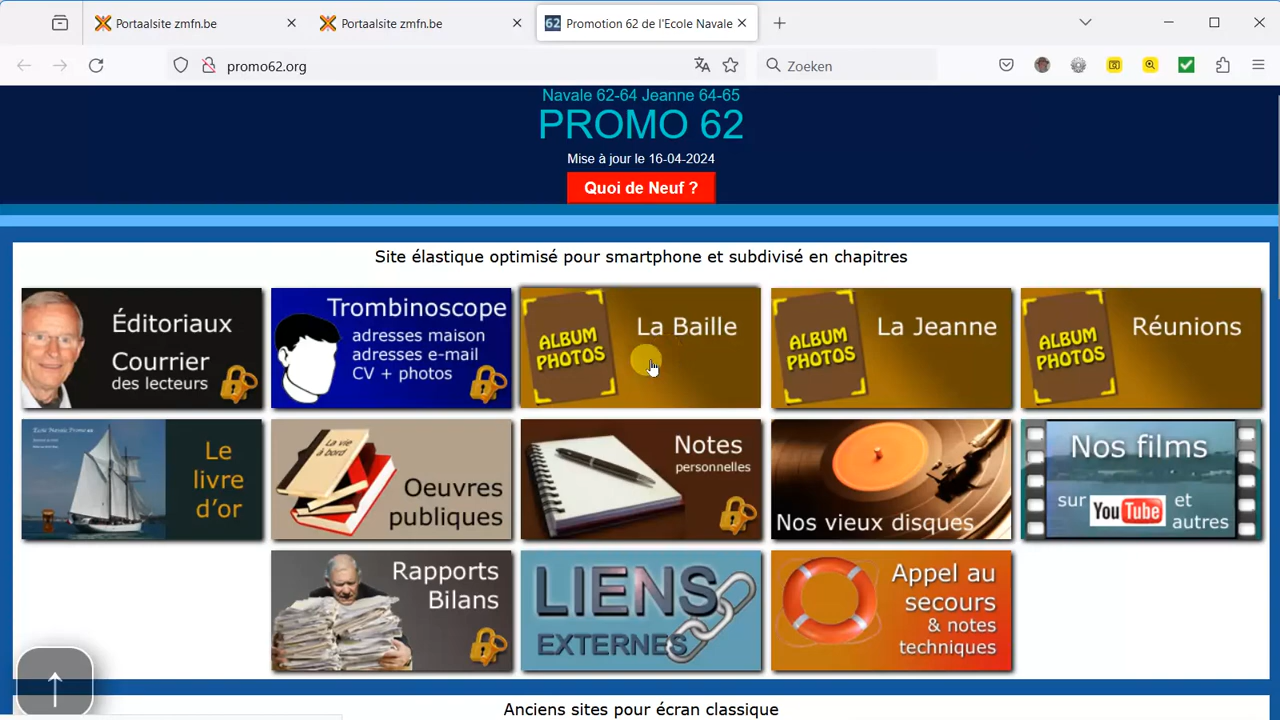 Portaalsite zmfn.be
Portaalsite zmfn.be
62 Promotion 62 de l'Ecole Navale
promo62.org
Zoeken
Navale 62-64 Jeanne 64-65
PROMO 62
Mise à jour le 16-04-2024
Quoi de Neuf ?
Site élastique optimisé pour smartphone et subdivisé en chapitres
Éditoriaux
Courrier
des lecteurs
Trombinoscope
adresses maison
adresses e-mail
CV + photos
ALBUM
PHOTOS
La Baille
ALBUM
PHOTOS
La Jeanne
ALBUM
PHOTOS
Réunions
Le
livre
d'or
La vie
à bord
Oeuvres
publiques
Notes
personnelles
Nos vieux disques
Nos films
sur YouTube et
autres
Rapports
Bilans
LIENS
EXTERNES
Appel au
secours
& notes
techniques
Anciens sites pour écran classique